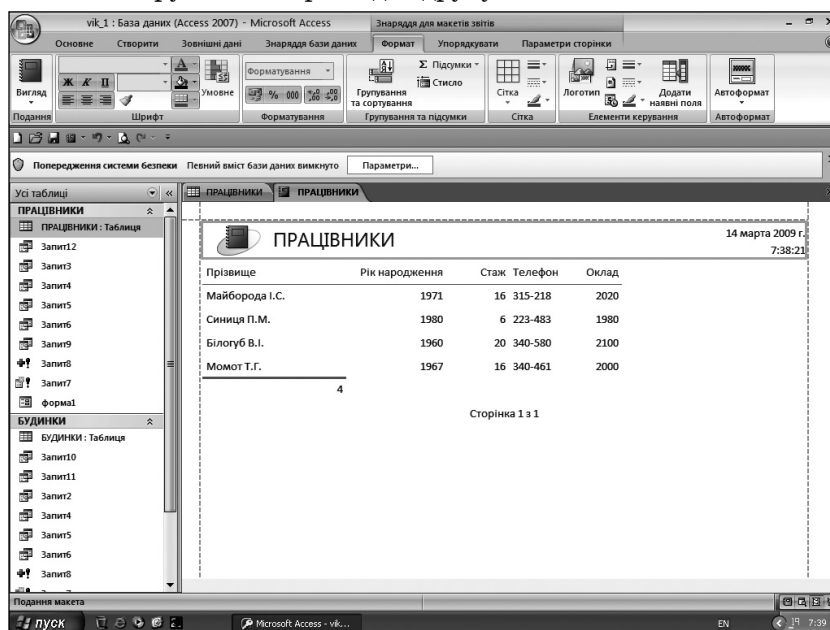 vik_1 : База даних (Access 2007) - Microsoft Access Знаряддя для макетів звітів
Основне Створити Зовнішні дані Знаряддя бази даних Формат Упорядкувати Параметри сторінки
Вигляд Ж К П Умовне Форматування % 000 Групування та сортування Σ Підсумки Стисло Сітка Логотип Додати наявні поля Автоформат
Подання Шрифт Форматування Групування та підсумки Сітка Елементи керування Автоформат
Попередження системи безпеки Певний вміст бази даних вимкнуто Параметри...
Усі таблиці ПРАЦІВНИКИ ПРАЦІВНИКИ
ПРАЦІВНИКИ
ПРАЦІВНИКИ : Таблиця
Запит12
Запит3
Запит4
Запит5
Запит6
Запит9
Запит8
Запит7
форма1
БУДИНКИ
БУДИНКИ : Таблиця
Запит10
Запит11
Запит2
Запит4
Запит5
Запит6
Запит8
ПРАЦІВНИКИ 14 марта 2009 г.
7:38:21
Прізвище Рік народження Стаж Телефон Оклад
Майборода І.С. 1971 16 315-218 2020
Синиця П.М. 1980 6 223-483 1980
Білогуб В.І. 1960 20 340-580 2100
Момот Т.Г. 1967 16 340-461 2000
4
Сторінка 1 з 1
Подання макета
пуск Microsoft Access - vik... EN 7:39